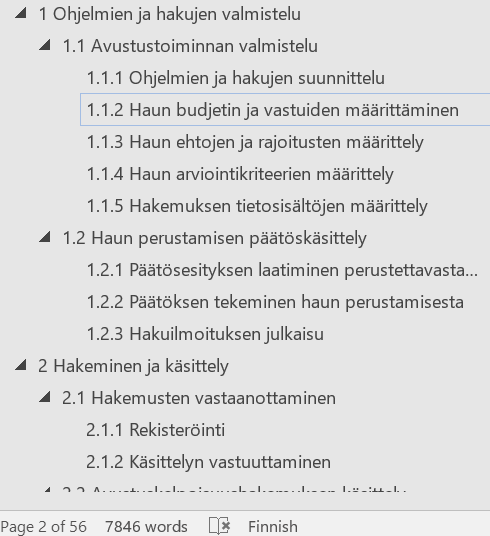 1 Ohjelmien ja hakujen valmistelu
1.1 Avustustoiminnan valmistelu
1.1.1 Ohjelmien ja hakujen suunnittelu
1.1.2 Haun budjetin ja vastuiden määrittäminen
1.1.3 Haun ehtojen ja rajoitusten määrittely
1.1.4 Haun arviointikriteerien määrittely
1.1.5 Hakemuksen tietosisältöjen määrittely
1.2 Haun perustamisen päätöskäsittely
1.2.1 Päätösesityksen laatiminen perustettavasta...
1.2.2 Päätöksen tekeminen haun perustamisesta
1.2.3 Hakuilmoituksen julkaisu
2 Hakeminen ja käsittely
2.1 Hakemusten vastaanottaminen
2.1.1 Rekisteröinti
2.1.2 Käsittelyn vastuuttaminen
2.2 Avustuskelpoisuushakemuksen käsittely
Page 2 of 56 7846 words Finnish